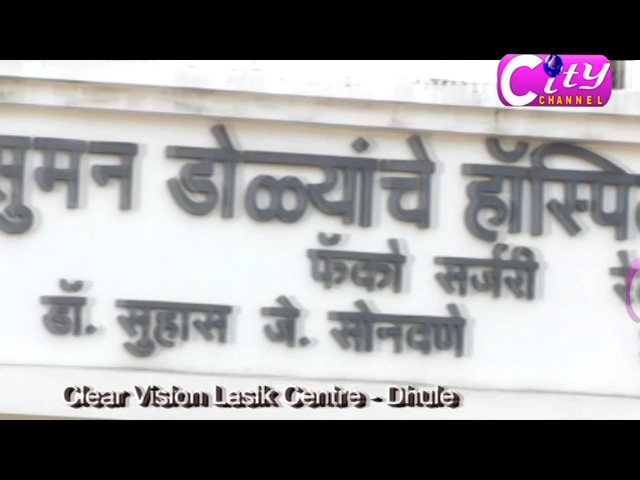 City
CHANNEL
सुमन डोळ्यांचे
फॅको सर्जरी
डॉ. सुहास जे. सोनवणे
Clear Vision Lasik Centre - Dhule